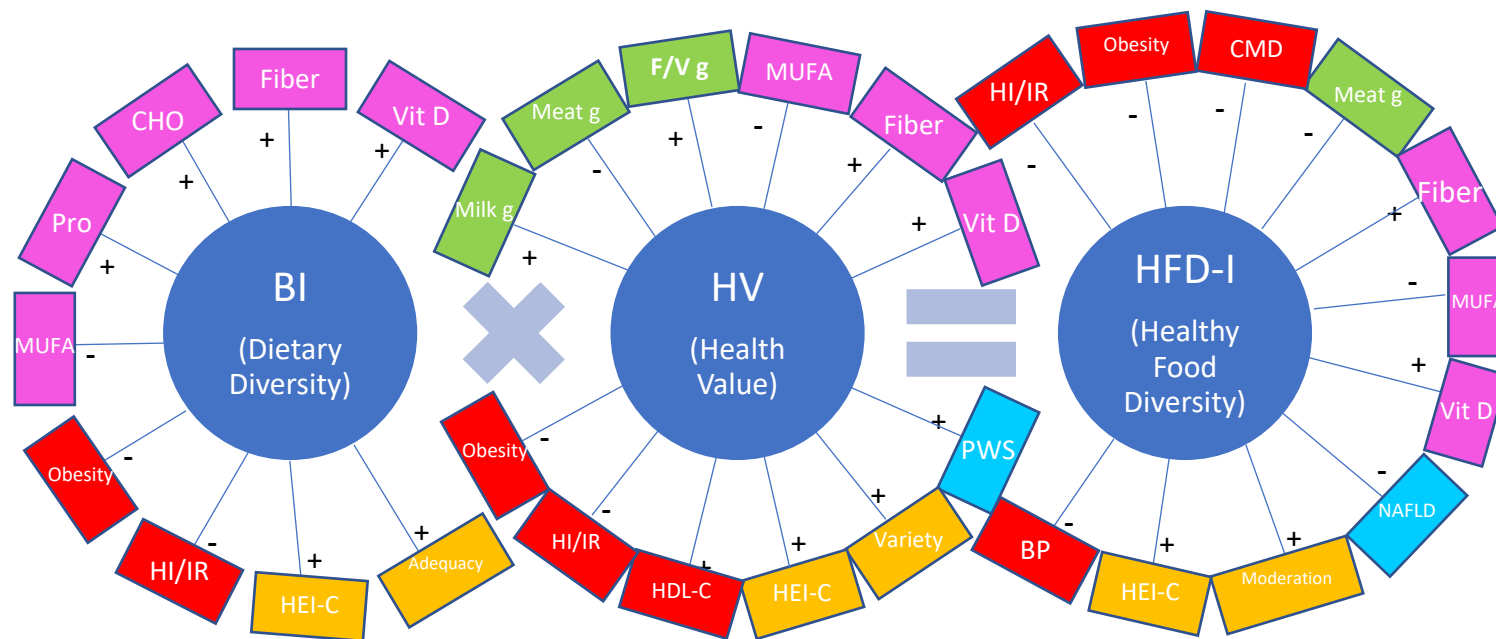 Fiber
+
Vit D
+
CHO
+
Pro
+
MUFA
-
Obesity
-
HI/IR
-
HEI-C
+
Adequacy
+
BI
(Dietary
Diversity)
Milk g
+
Meat g
-
F/V g
+
MUFA
-
Fiber
+
Vit D
+
HV
(Health
Value)
Obesity
-
HI/IR
-
HDL-C
+
HEI-C
+
Variety
+
PWS
+
HI/IR
-
Obesity
-
CMD
-
Meat g
-
Fiber
+
MUFA
-
Vit D
+
HFD-I
(Healthy
Food
Diversity)
NAFLD
-
Moderation
+
HEI-C
+
BP
-